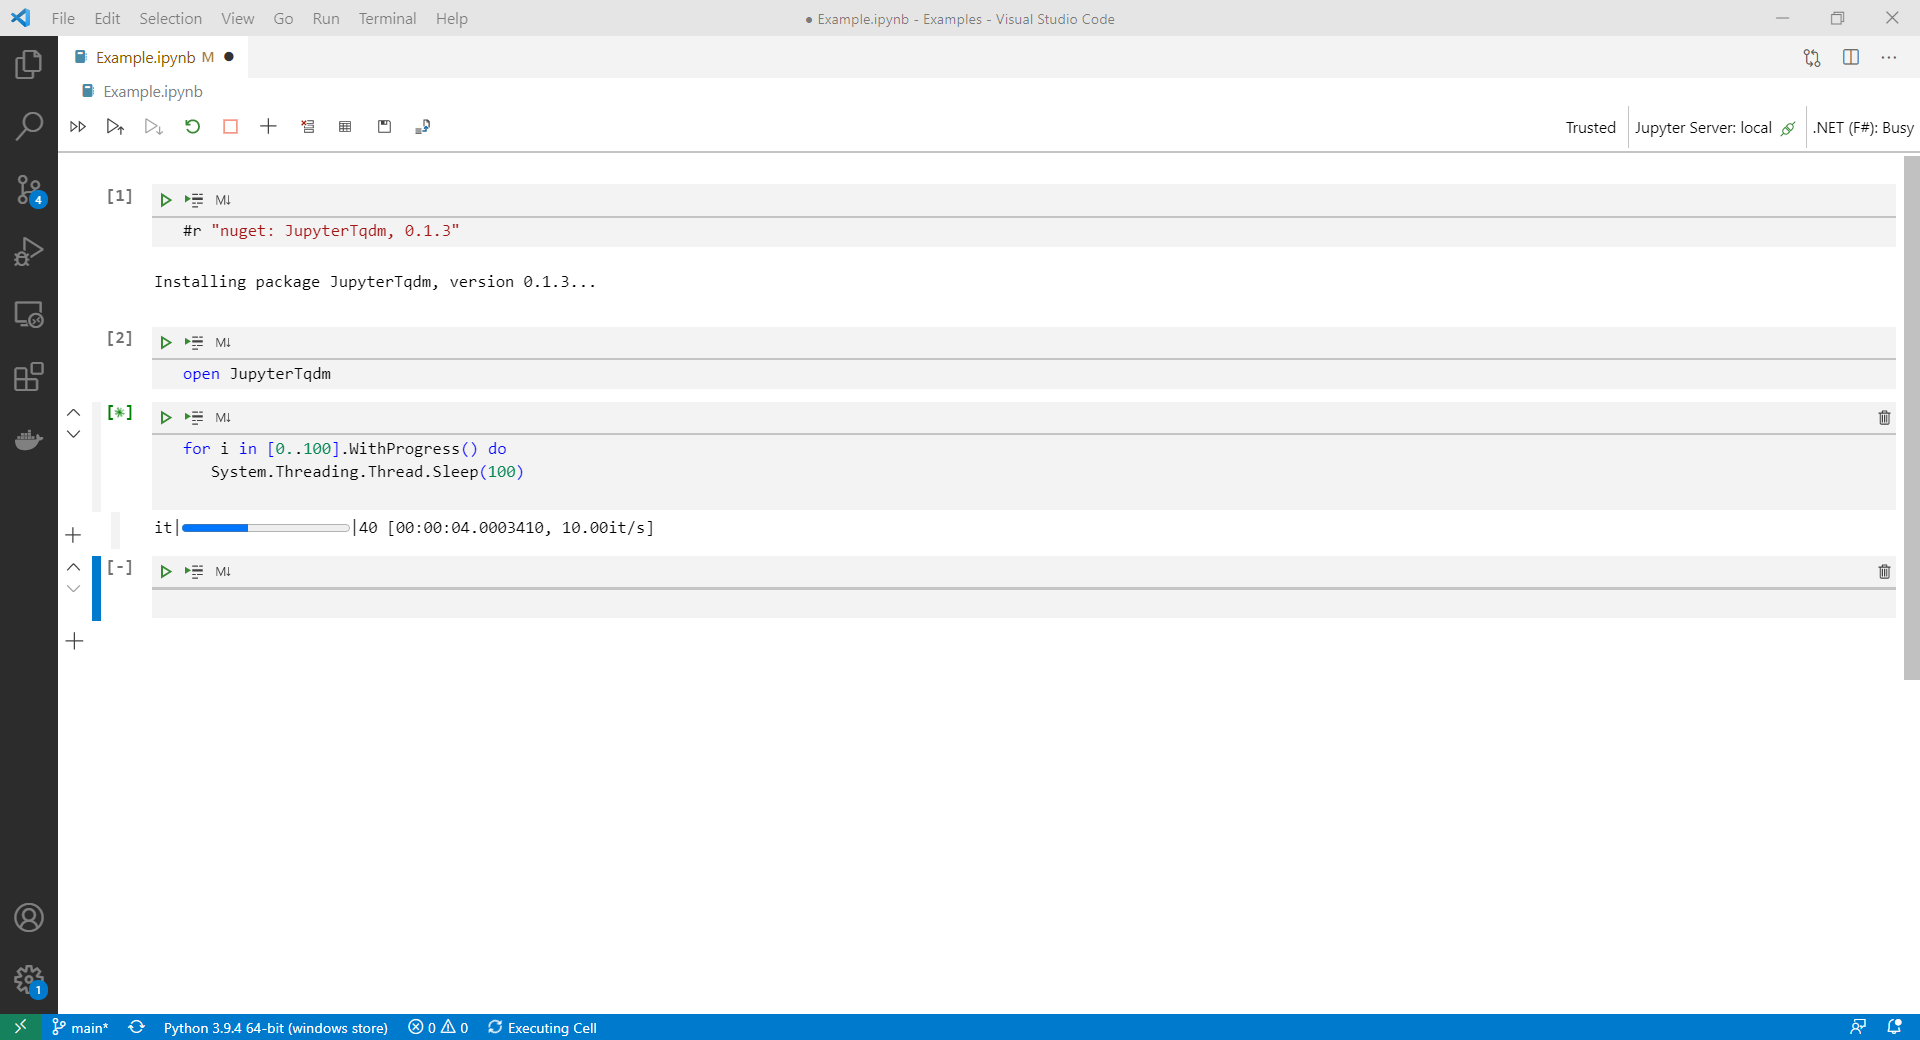 File Edit Selection View Go Run Terminal Help
● Example.ipynb - Examples - Visual Studio Code
Example.ipynb M ●
Example.ipynb
Trusted
Jupyter Server: local
.NET (F#): Busy
[1]
M↓
#r "nuget: JupyterTqdm, 0.1.3"
Installing package JupyterTqdm, version 0.1.3...
[2]
M↓
open JupyterTqdm
[*]
M↓
for i in [0..100].WithProgress() do
System.Threading.Thread.Sleep(100)
it| |40 [00:00:04.0003410, 10.00it/s]
[-]
M↓
4
1
main* Python 3.9.4 64-bit (windows store) 0 0 Executing Cell